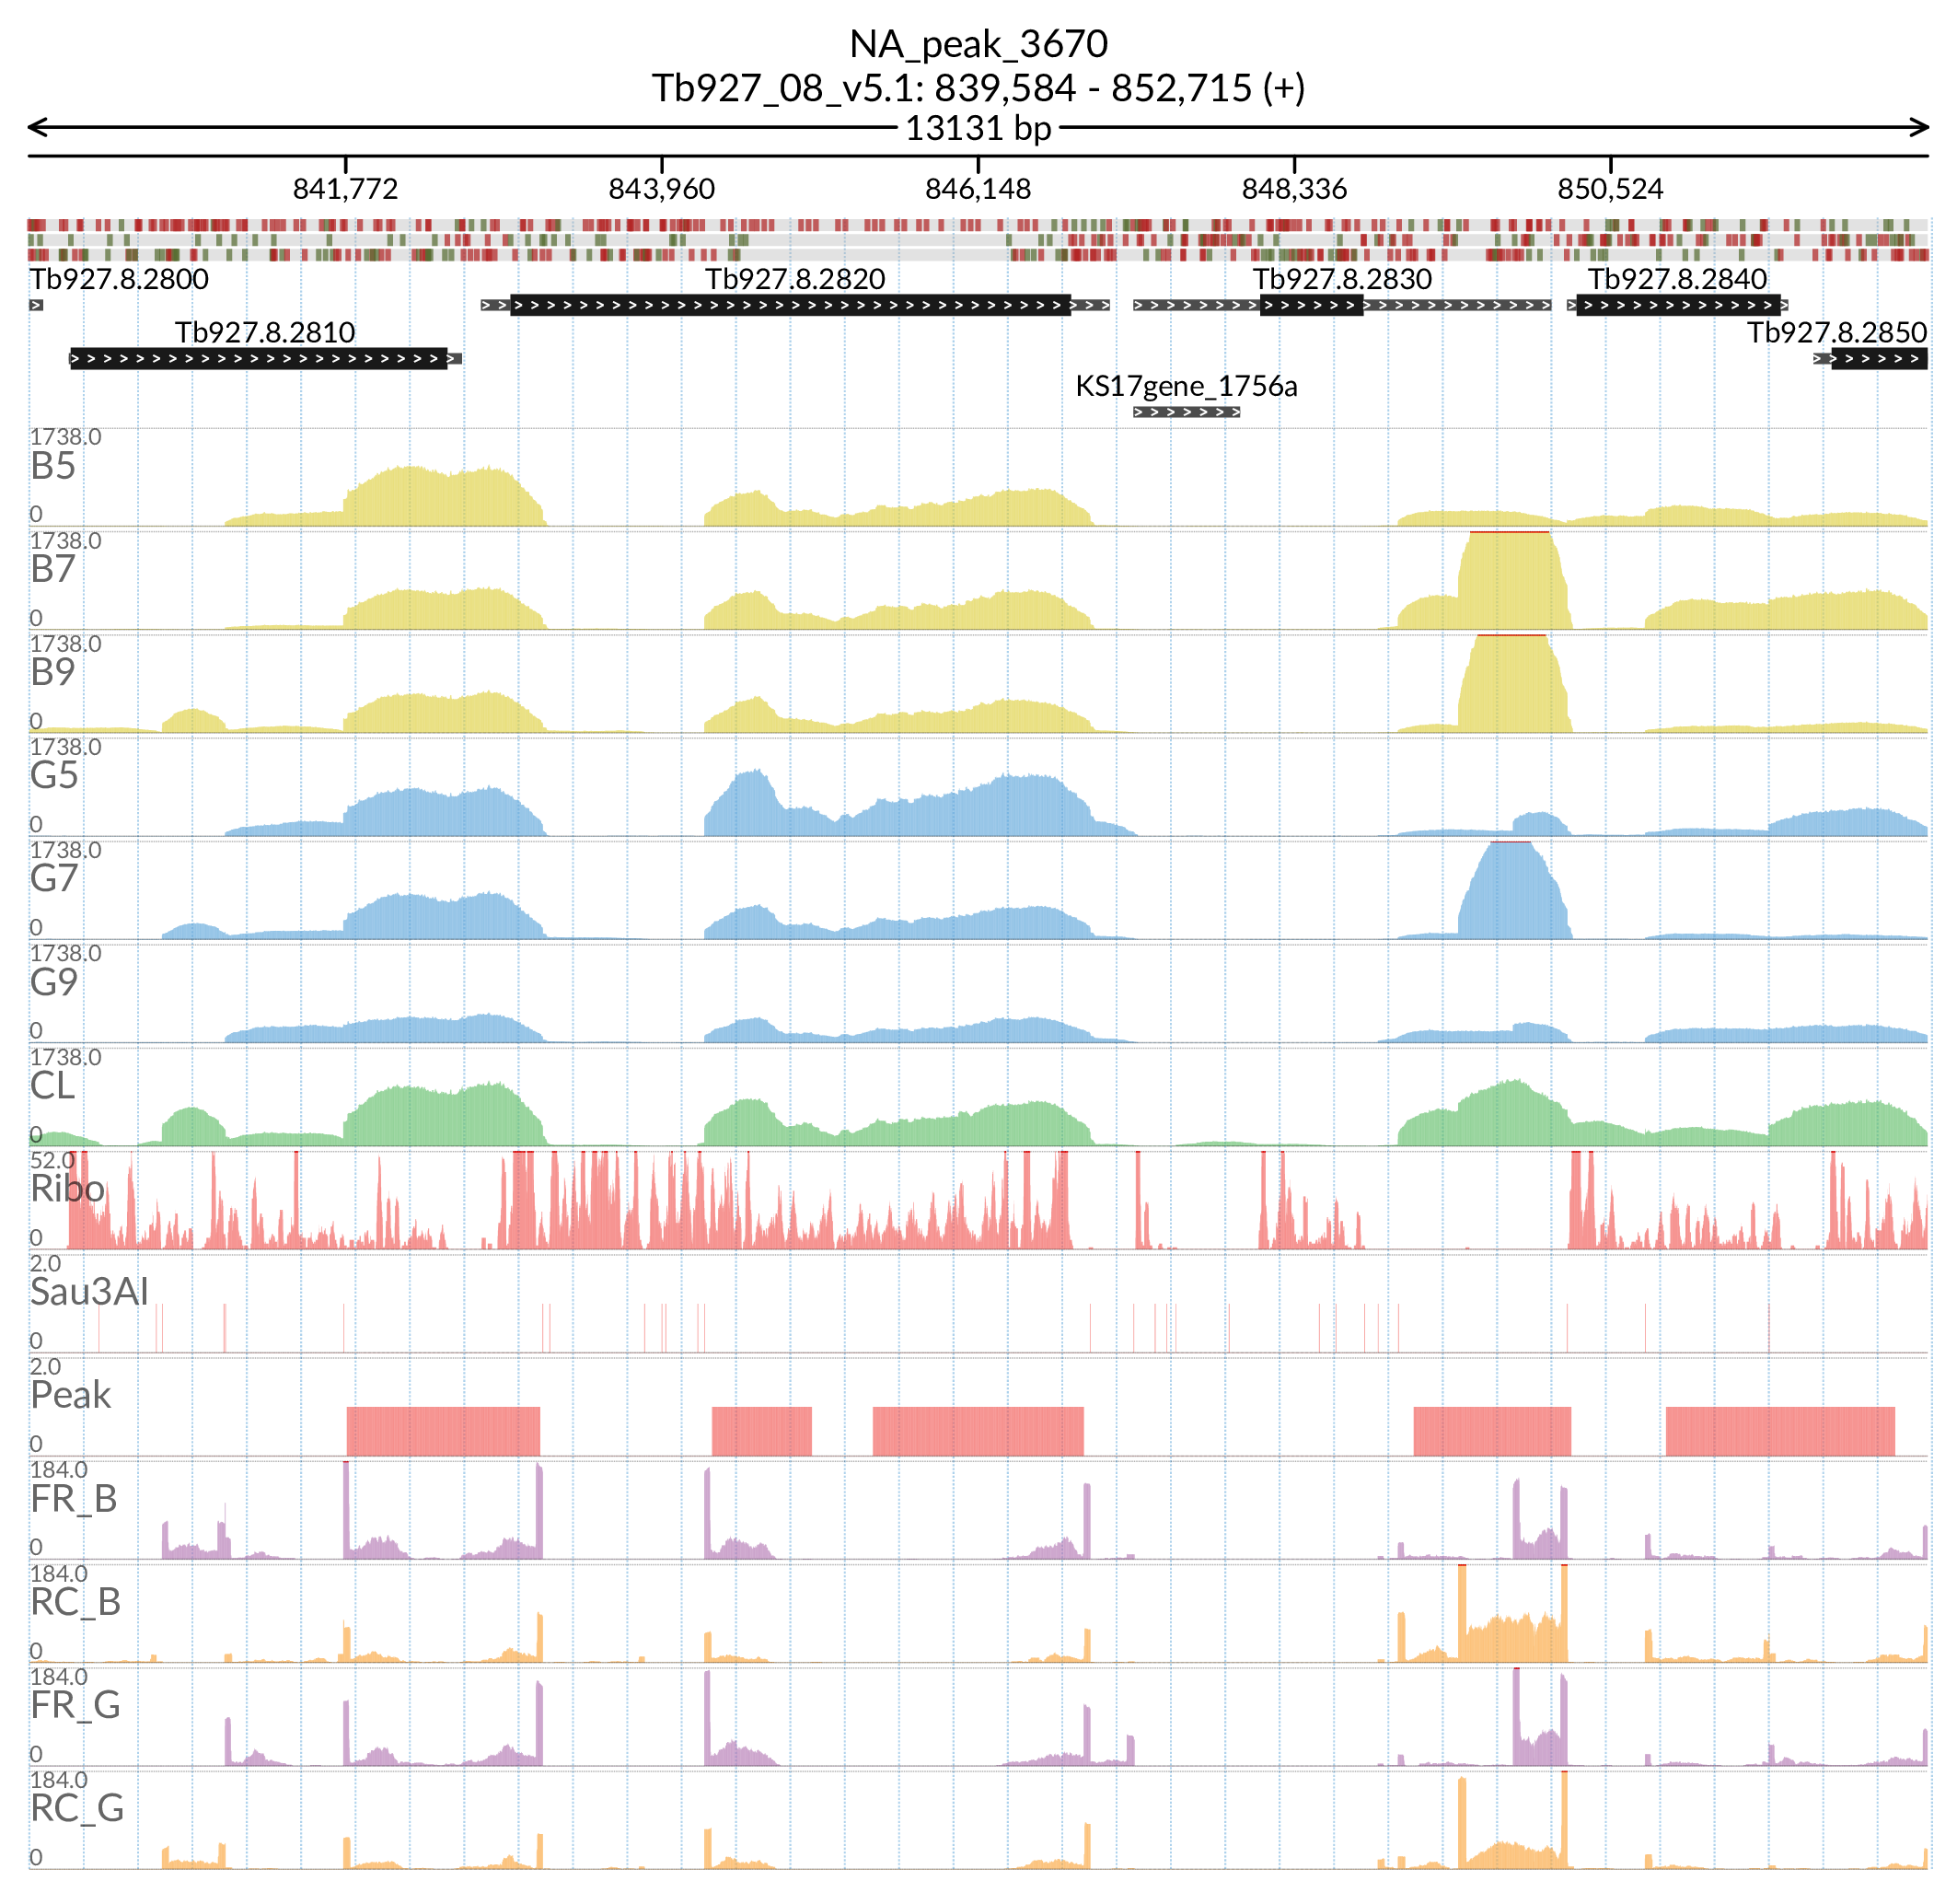 NA_peak_3670
Tb927_08_v5.1: 839,584 - 852,715 (+)
13131 bp
841,772 843,960 846,148 848,336 850,524
Tb927.8.2800 Tb927.8.2820 Tb927.8.2830 Tb927.8.2840
Tb927.8.2810 Tb927.8.2850
KS17gene_1756a
1738.0
B5
0
1738.0
B7
0
1738.0
B9
0
1738.0
G5
0
1738.0
G7
0
1738.0
G9
0
1738.0
CL
0
52.0
Ribo
0
2.0
Sau3AI
0
2.0
Peak
0
184.0
FR_B
0
184.0
RC_B
0
184.0
FR_G
0
184.0
RC_G
0